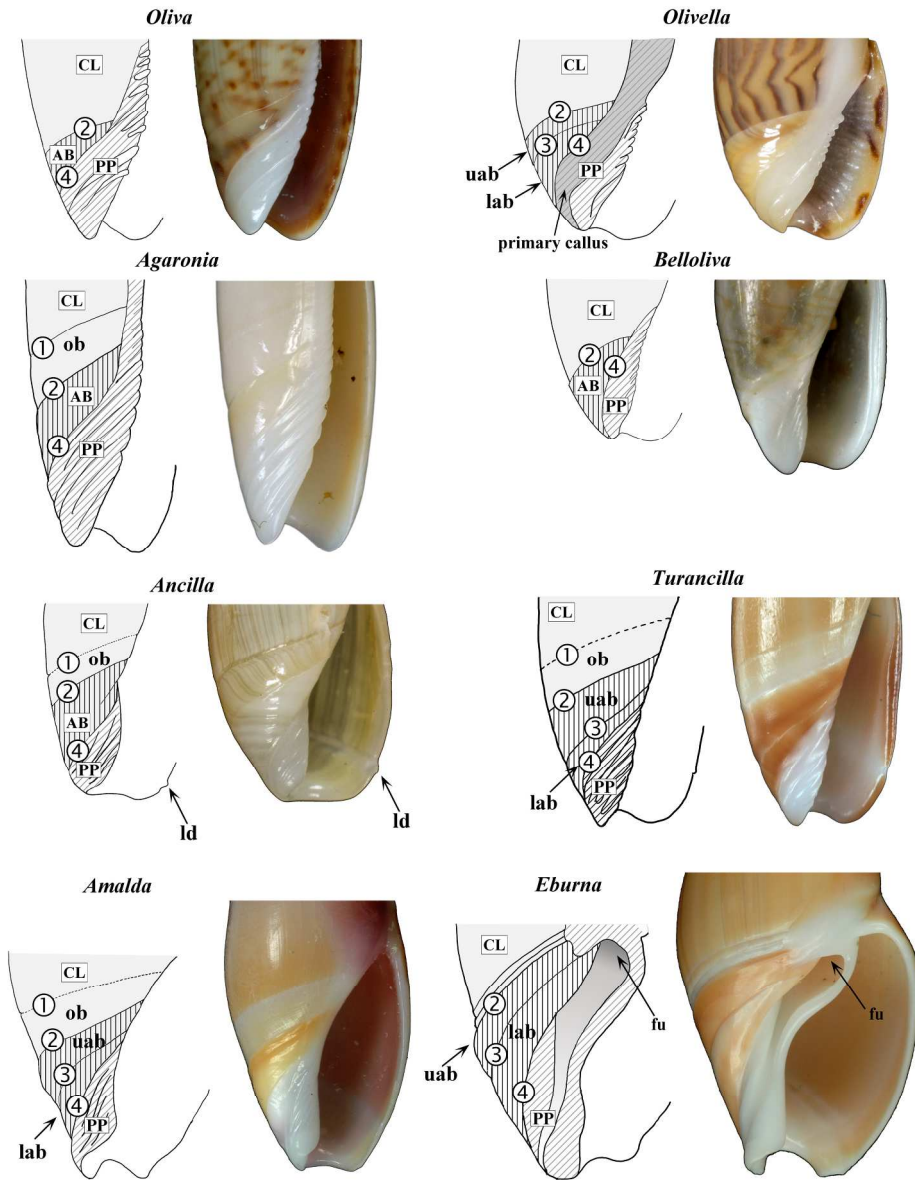 Oliva
CL
②
AB
④
PP
Olivella
CL
②
③
④
uab
PP
lab
primary callus
Agaronia
CL
①
ob
②
AB
④
PP
Belloliva
CL
②
④
AB
PP
Ancilla
CL
①
ob
②
AB
④
PP
ld
ld
Turancilla
CL
①
ob
②
uab
③
④
lab
PP
Amalda
CL
①
ob
②
uab
③
④
lab
PP
Eburna
CL
②
lab
fu
③
uab
④
PP
fu